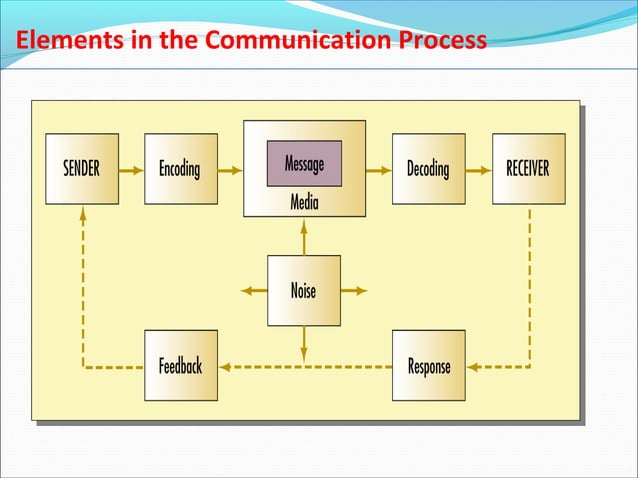 Elements in the Communication Process
SENDER
Encoding
Message
Media
Decoding
RECEIVER
Noise
Feedback
Response